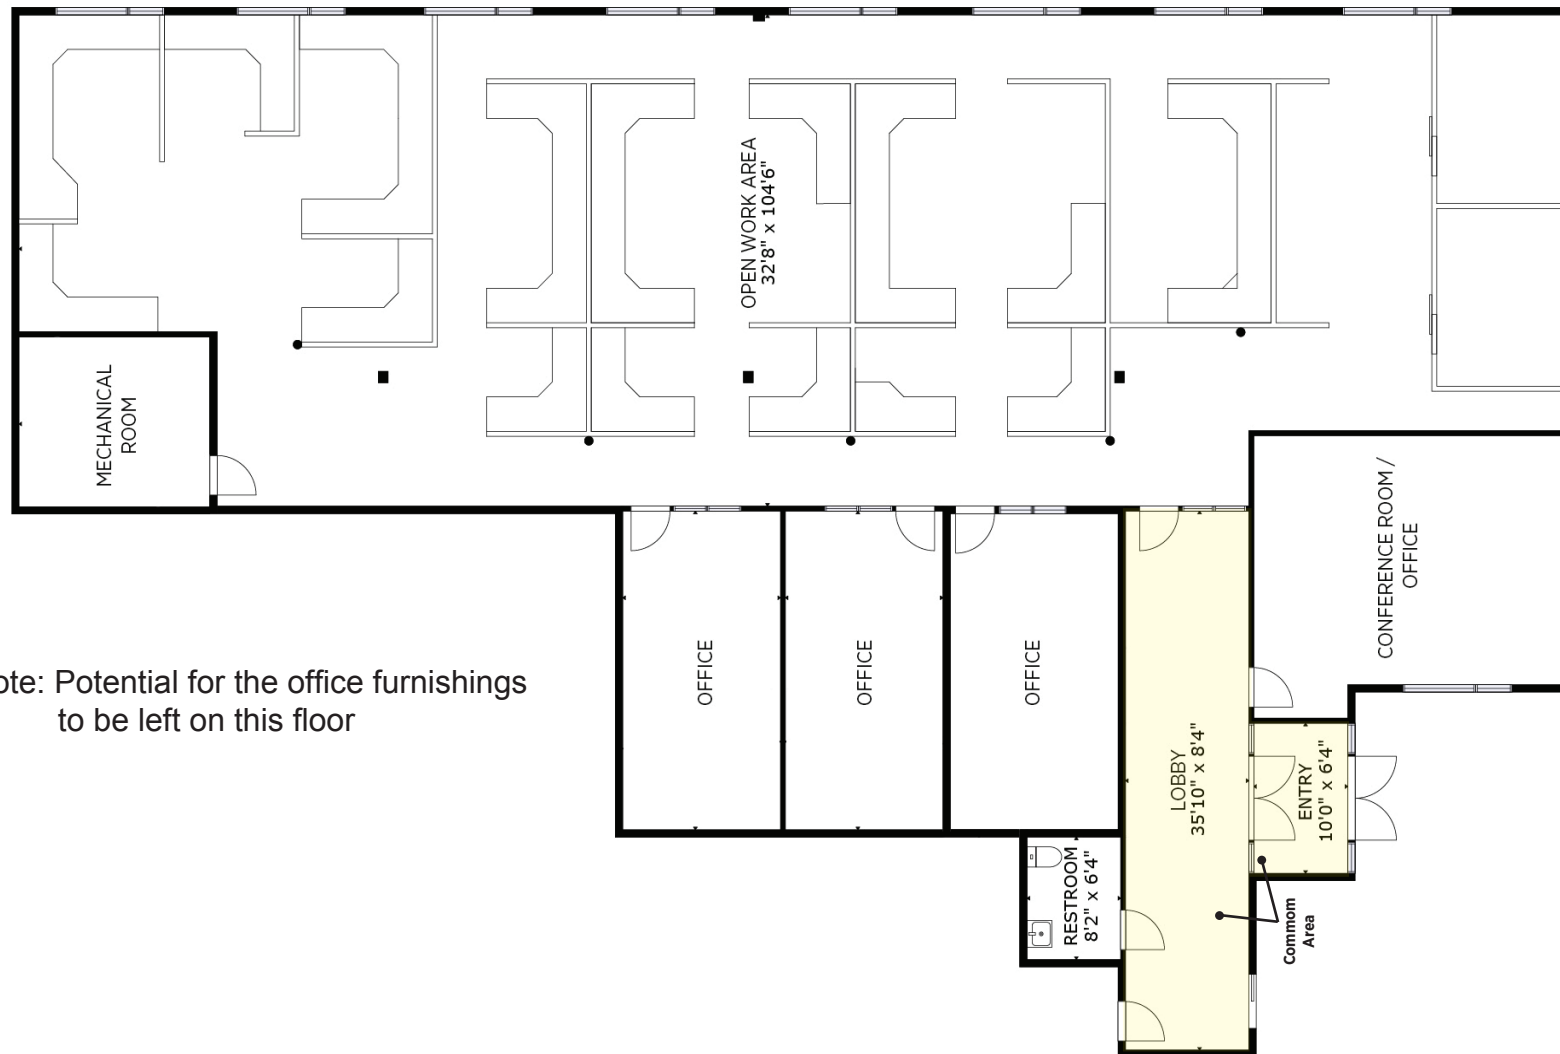 OPEN WORK AREA
32'8" x 104'6"
MECHANICAL
ROOM
CONFERENCE ROOM /
OFFICE
OFFICE
OFFICE
OFFICE
ote: Potential for the office furnishings
to be left on this floor
LOBBY
35'10" x 8'4"
ENTRY
10'0" x 6'4"
RESTROOM
8'2" x 6'4"
Commom
Area